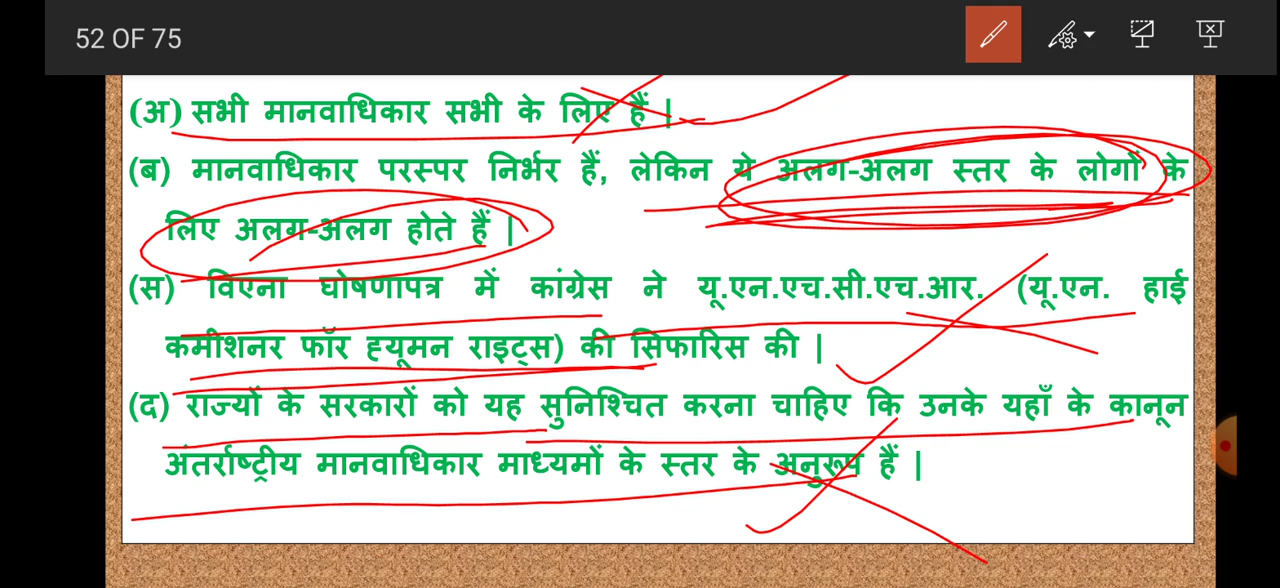 52 OF 75
(अ) सभी मानवाधिकार सभी के लिए हैं |
(ब) मानवाधिकार परस्पर निर्भर हैं, लेकिन ये अलग-अलग स्तर के लोगों के
लिए अलग-अलग होते हैं |
(स) विएना घोषणापत्र में कांग्रेस ने यू.एन.एच.सी.एच.आर. (यू.एन. हाई
कमीशनर फॉर ह्यूमन राइट्स) की सिफारिस की |
(द) राज्यों के सरकारों को यह सुनिश्चित करना चाहिए कि उनके यहाँ के कानून
अंतर्राष्ट्रीय मानवाधिकार माध्यमों के स्तर के अनुरूप हैं |